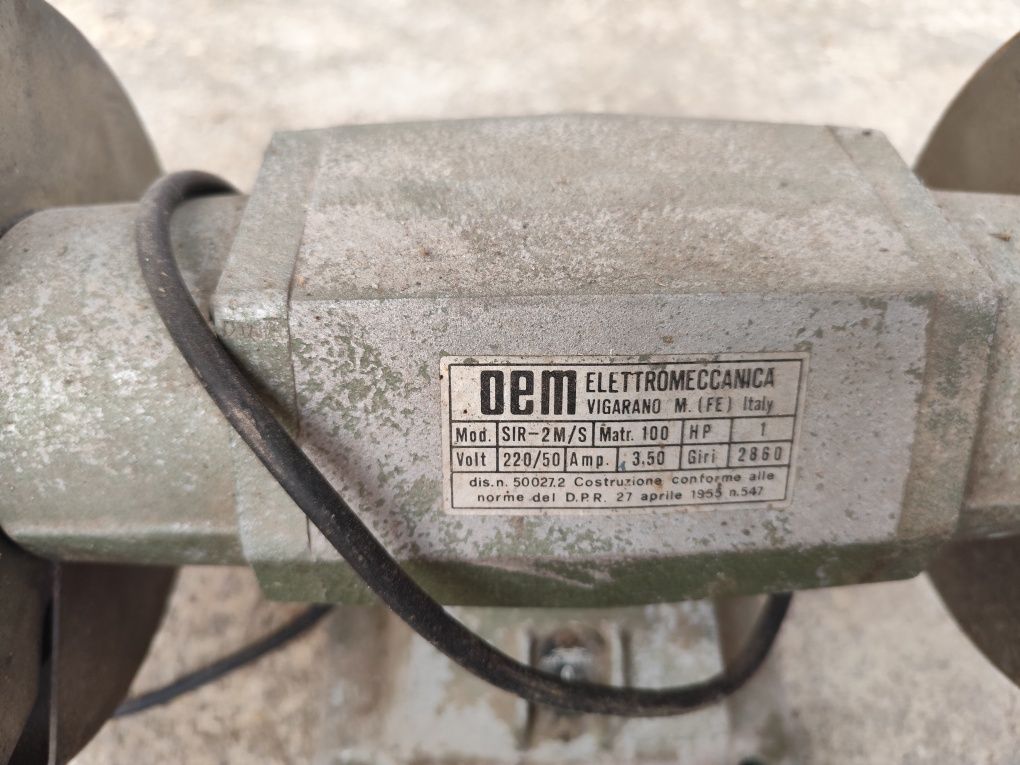 oem ELETTROMECCANICA
VIGARANO M. (FE) Italy
Mod. SIR-2M/S Matr. 100 HP 1
Volt 220/50 Amp. 3,50 Giri 2860
dis.n. 50027.2 Costruzione conforme alle
norme del D.P.R. 27 aprile 1955 n.547